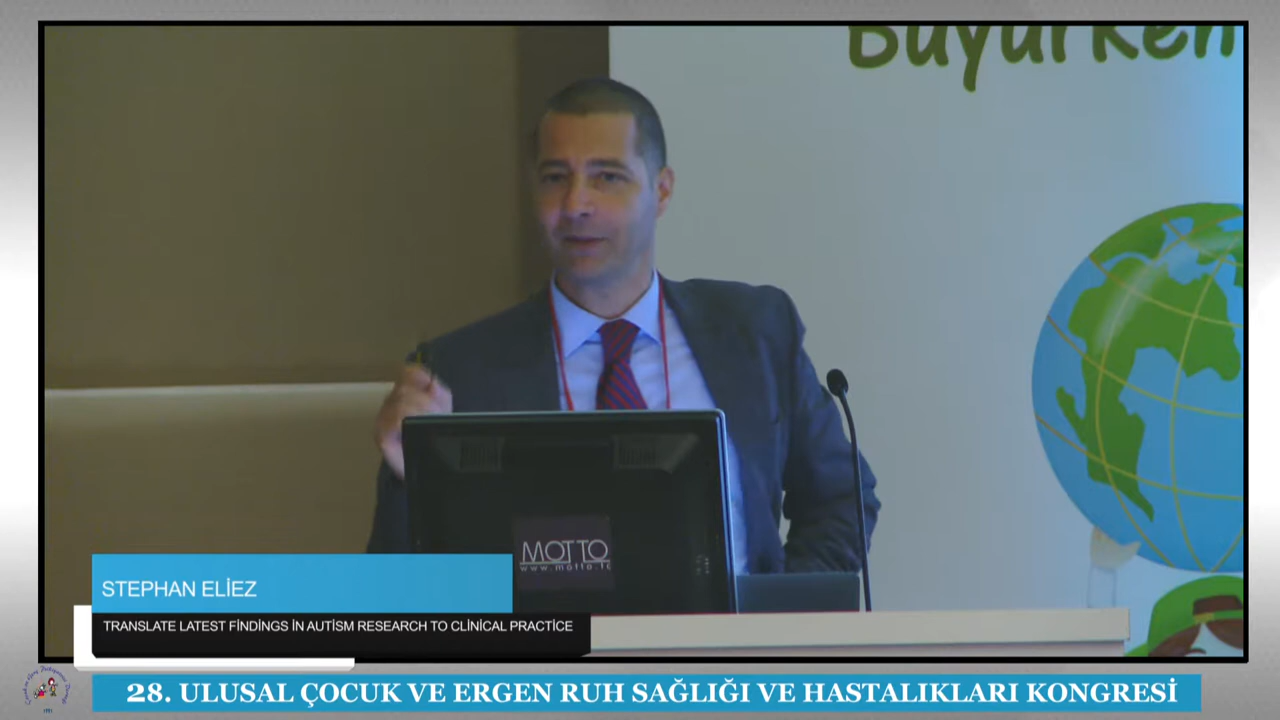 Büyürken
MOTTO
www.motto.tc
STEPHAN ELİEZ
TRANSLATE LATEST FİNDİNGS İN AUTİSM RESEARCH TO CLİNİCAL PRACTİCE
28. ULUSAL ÇOCUK VE ERGEN RUH SAĞLIĞI VE HASTALIKLARI KONGRESİ